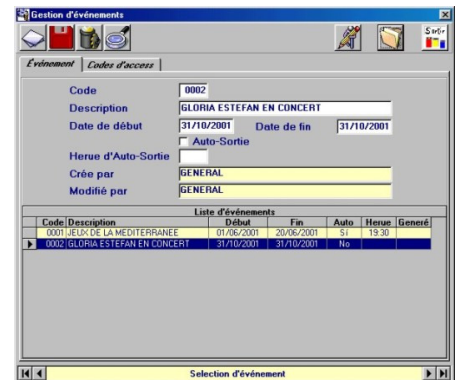 Gestion d'événements
Sortir
Événement Codes d'access
Code 0002
Description GLORIA ESTEFAN EN CONCERT
Date de début 31/10/2001 Date de fin 31/10/2001
Auto-Sortie
Herue d'Auto-Sortie
Crée par GENERAL
Modifié par GENERAL
Liste d'événements
Code Description Début Fin Auto Herue Generé
0001 JEUX DE LA MEDITERRANEE 01/06/2001 20/06/2001 Sí 19:30
0002 GLORIA ESTEFAN EN CONCERT 31/10/2001 31/10/2001 No
Selection d'événement